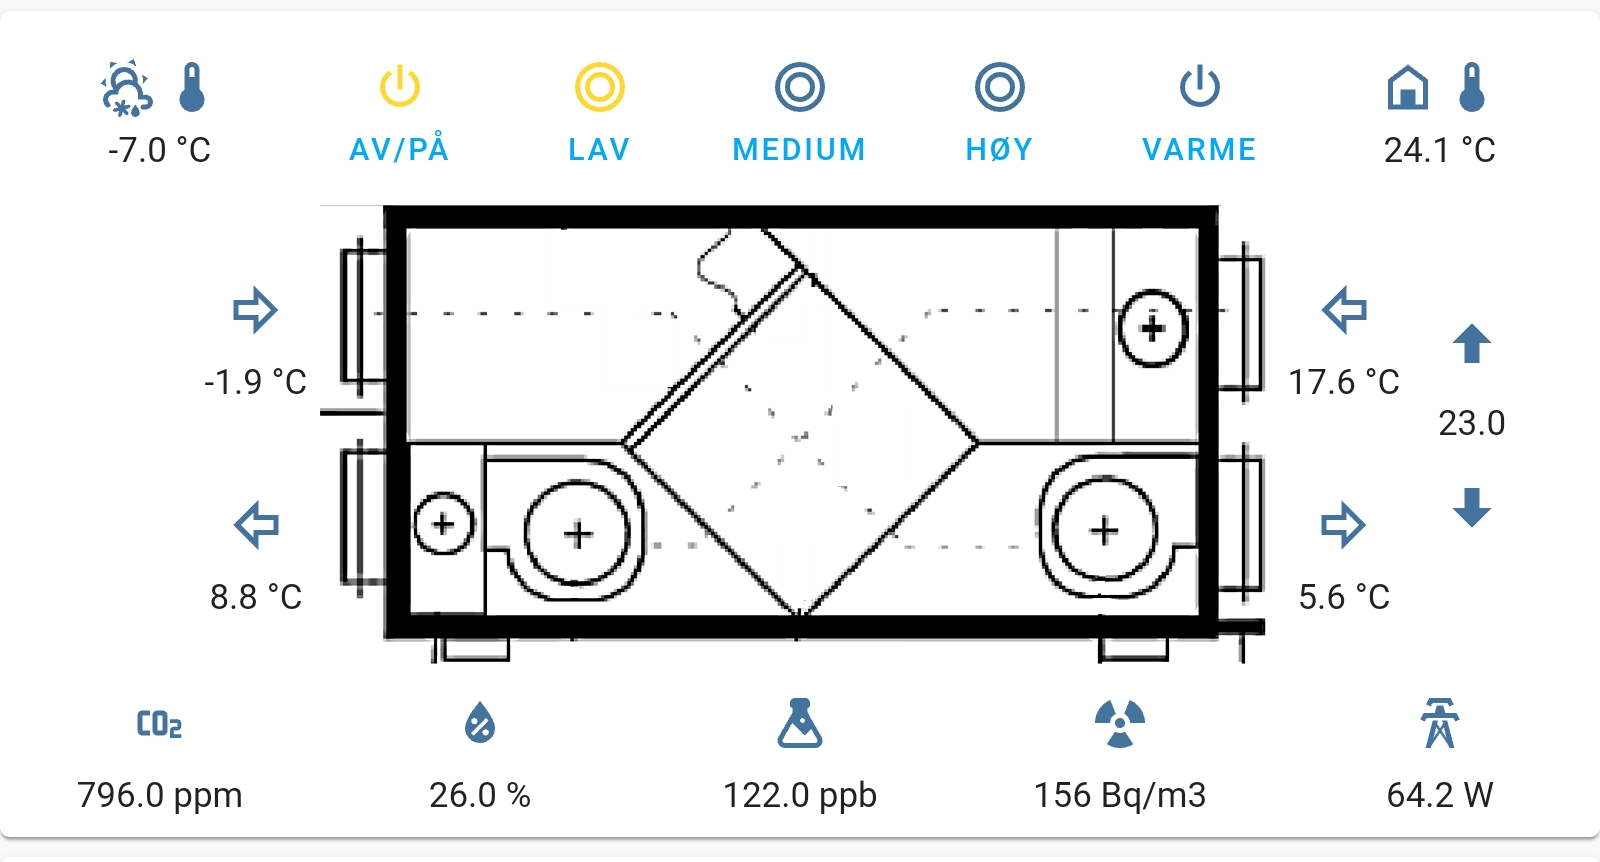 -7.0 °C
AV/PÅ
LAV
MEDIUM
HØY
VARME
24.1 °C
-1.9 °C
17.6 °C
23.0
8.8 °C
5.6 °C
CO₂
796.0 ppm
26.0 %
122.0 ppb
156 Bq/m3
64.2 W